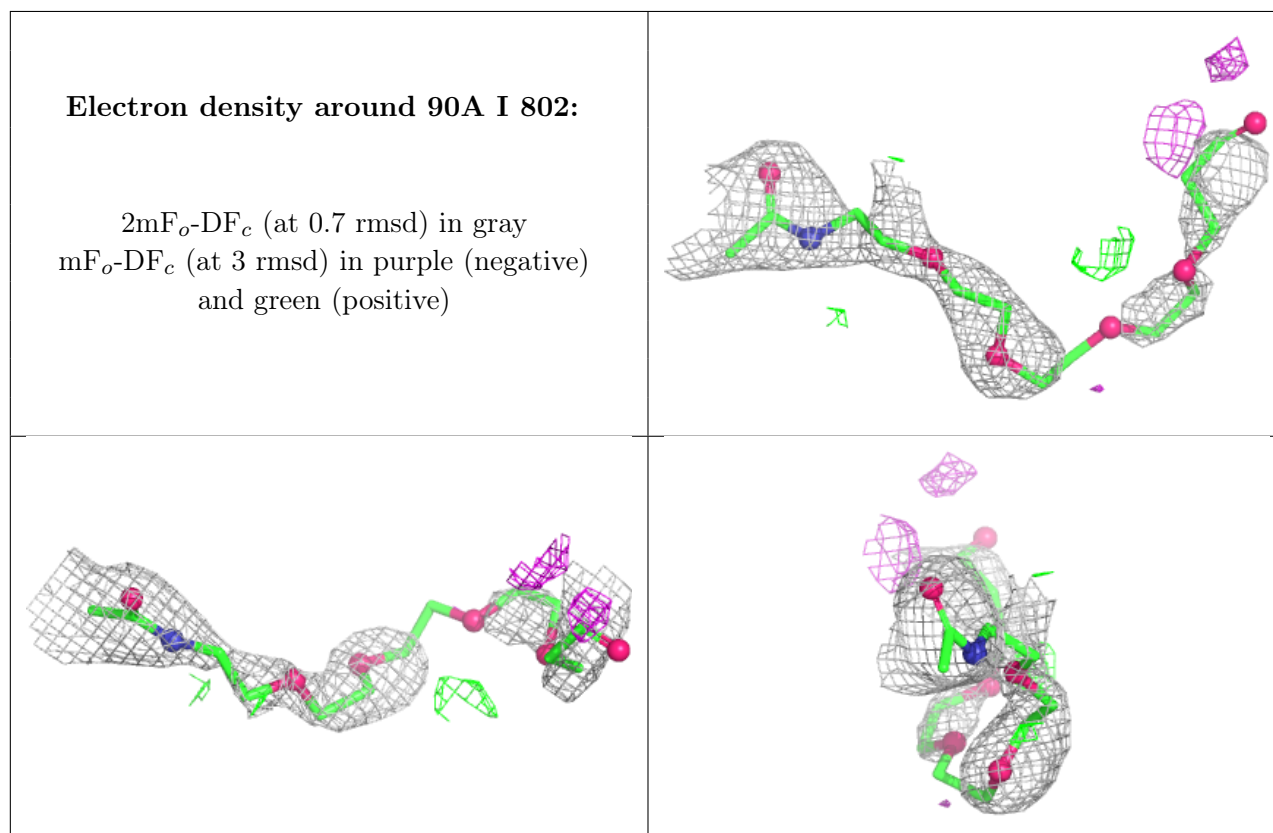 Electron density around 90A I 802:
2mFo-DFc (at 0.7 rmsd) in gray
mFo-DFc (at 3 rmsd) in purple (negative)
and green (positive)